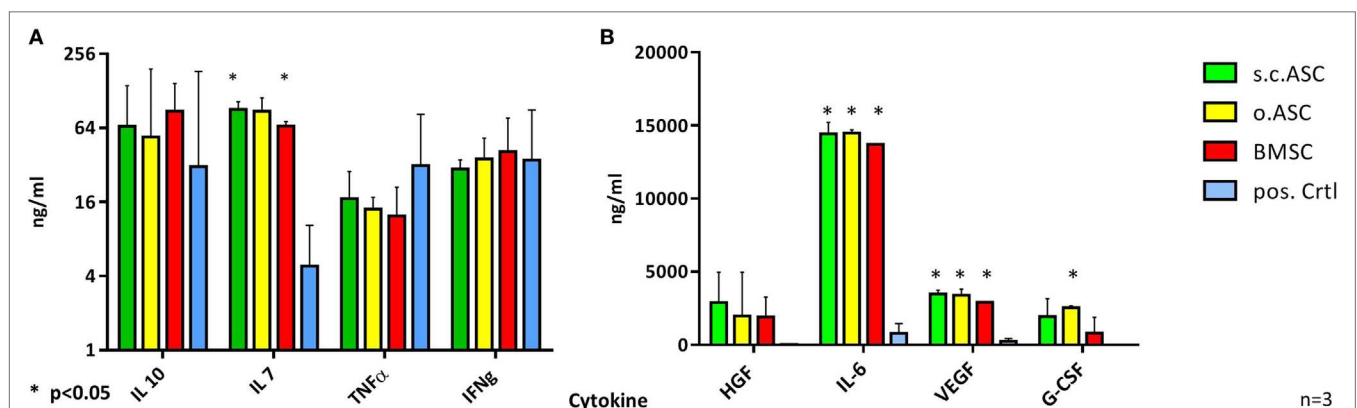 A
256
64
16
4
1
ng/ml
* *
IL 10
IL 7
TNFα
IFNg
* p<0.05
Cytokine
B
20000
15000
10000
5000
0
ng/ml
* * *
* * *
*
HGF
IL-6
VEGF
G-CSF
s.c.ASC
o.ASC
BMSC
pos. Crtl
n=3